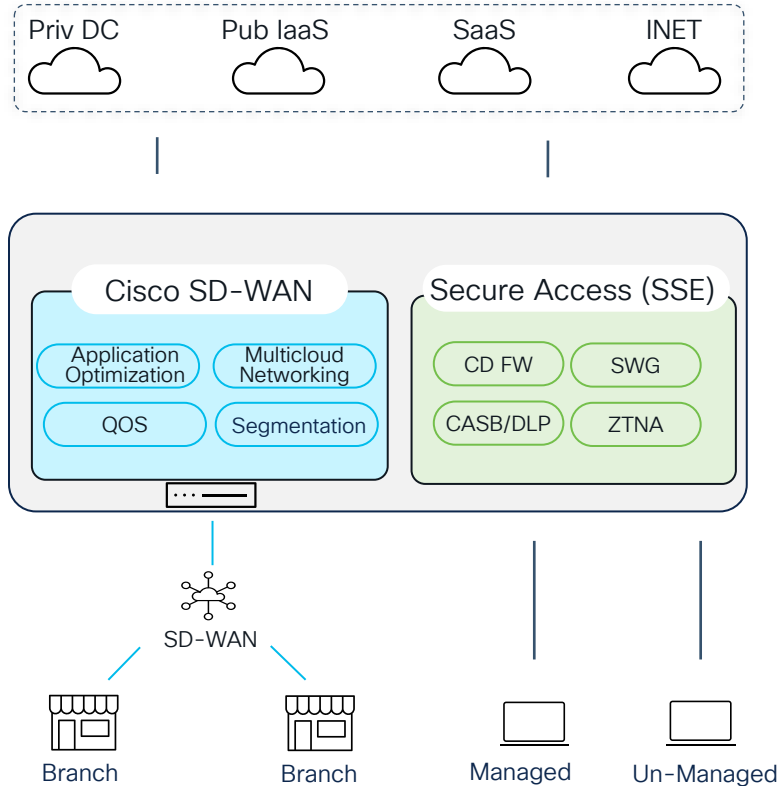 Priv DC
Pub IaaS
SaaS
INET
Cisco SD-WAN
Secure Access (SSE)
Application
Optimization
Multicloud
Networking
QOS
Segmentation
CD FW
SWG
CASB/DLP
ZTNA
SD-WAN
Branch
Branch
Managed
Un-Managed